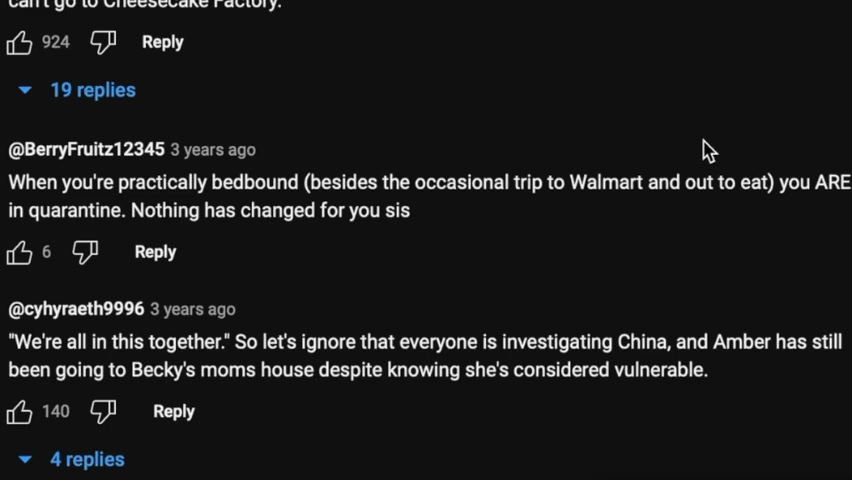 can't go to Cheesecake Factory.
924 Reply
19 replies
@BerryFruitz12345 3 years ago
When you're practically bedbound (besides the occasional trip to Walmart and out to eat) you ARE
in quarantine. Nothing has changed for you sis
6 Reply
@cyhyraeth9996 3 years ago
"We're all in this together." So let's ignore that everyone is investigating China, and Amber has still
been going to Becky's moms house despite knowing she's considered vulnerable.
140 Reply
4 replies